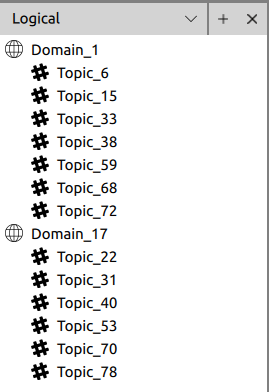 Logical
Domain_1
Topic_6
Topic_15
Topic_33
Topic_38
Topic_59
Topic_68
Topic_72
Domain_17
Topic_22
Topic_31
Topic_40
Topic_53
Topic_70
Topic_78